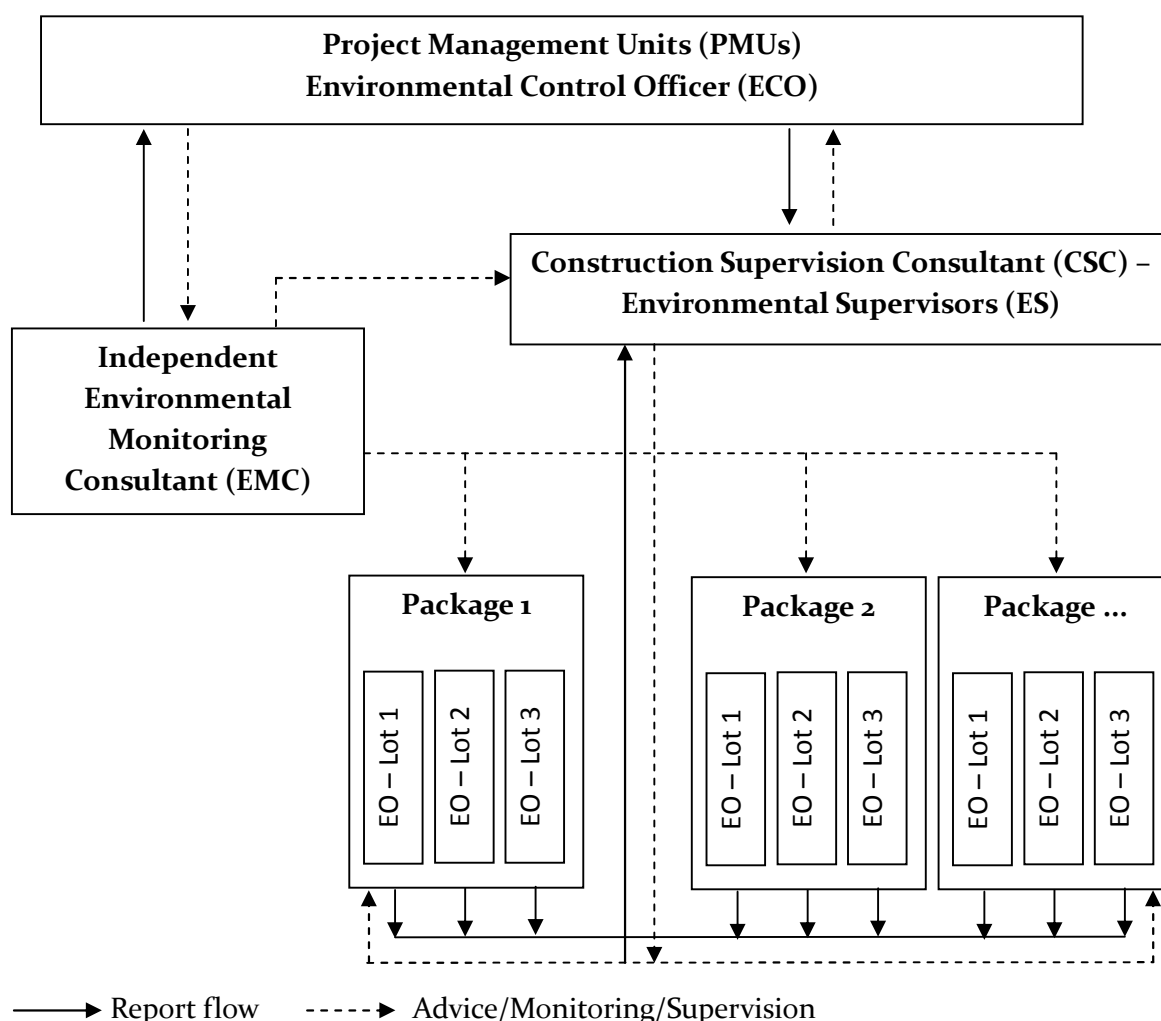 Project Management Units (PMUs)
Environmental Control Officer (ECO)
Construction Supervision Consultant (CSC) –
Environmental Supervisors (ES)
Independent
Environmental
Monitoring
Consultant (EMC)
Package 1
EO – Lot 1
EO – Lot 2
EO – Lot 3
Package 2
EO – Lot 1
EO – Lot 2
EO – Lot 3
Package ...
EO – Lot 1
EO – Lot 2
EO – Lot 3
Report flow
Advice/Monitoring/Supervision